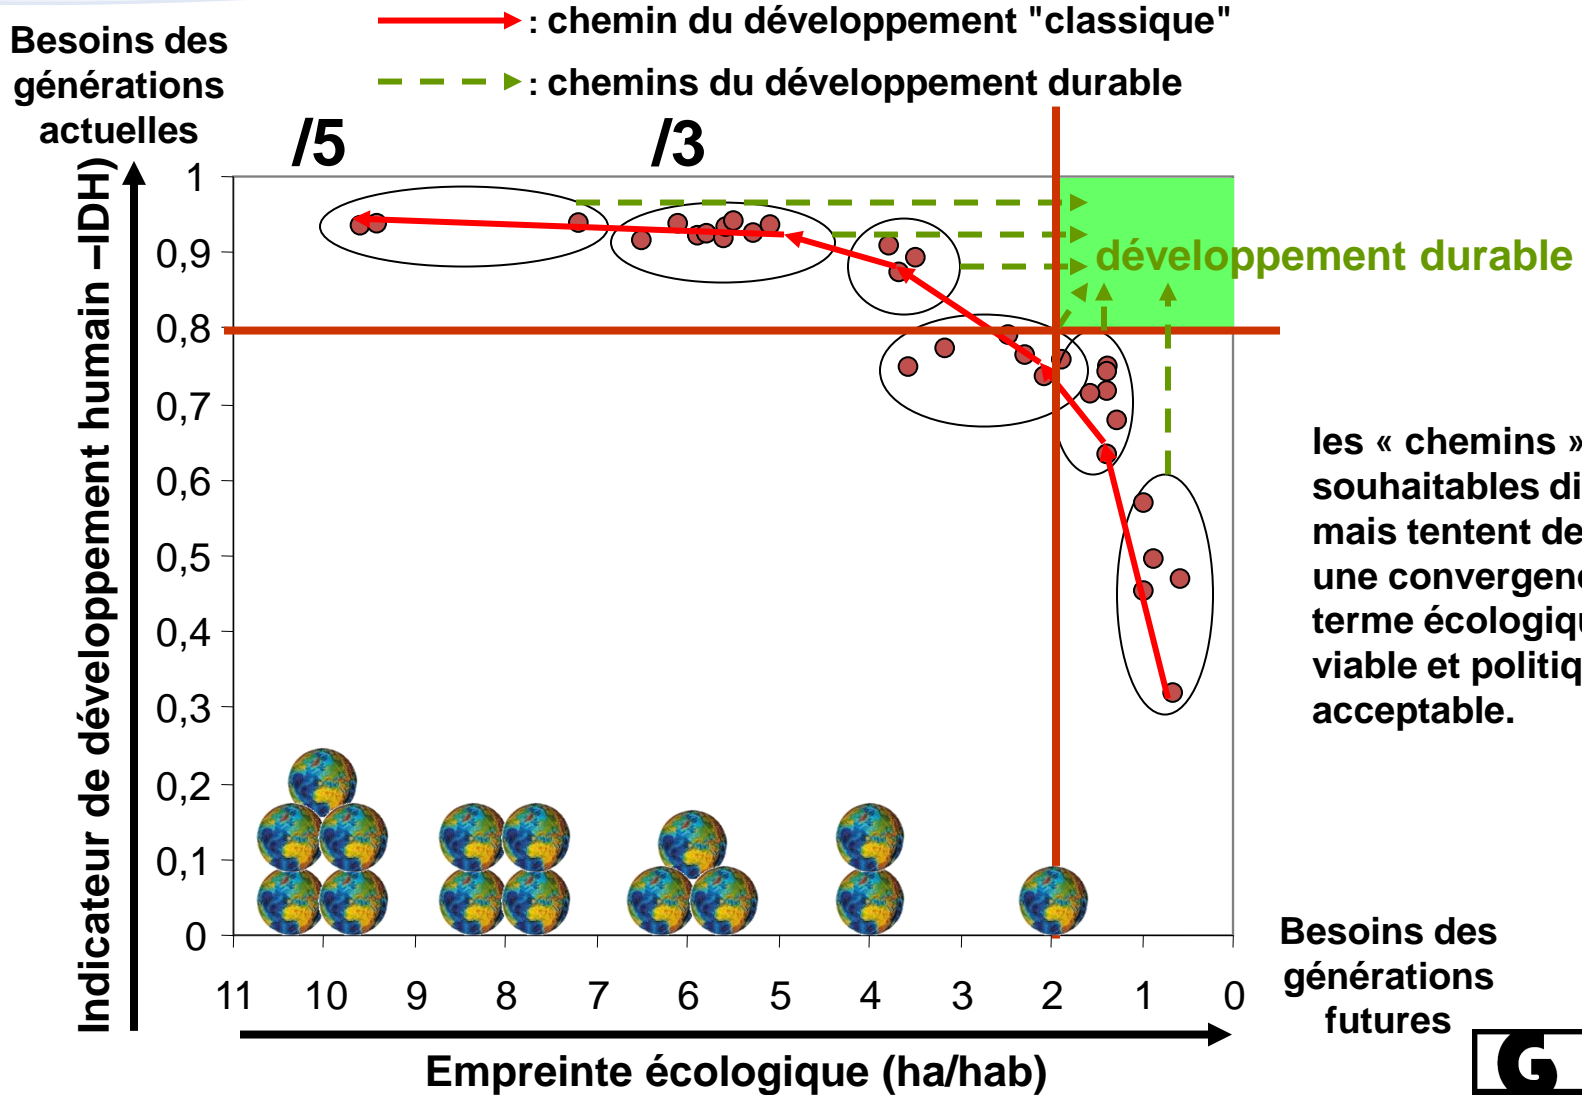 : chemin du développement "classique"
: chemins du développement durable
Besoins des
générations
actuelles
/5
/3
Indicateur de développement humain –IDH)
1
0,9
0,8
0,7
0,6
0,5
0,4
0,3
0,2
0,1
0
développement durable
les « chemins »
souhaitables
mais tentent de
une
terme
viable et
acceptable.
11 10 9 8 7 6 5 4 3 2 1 0
Empreinte écologique (ha/hab)
Besoins des
générations
futures
G